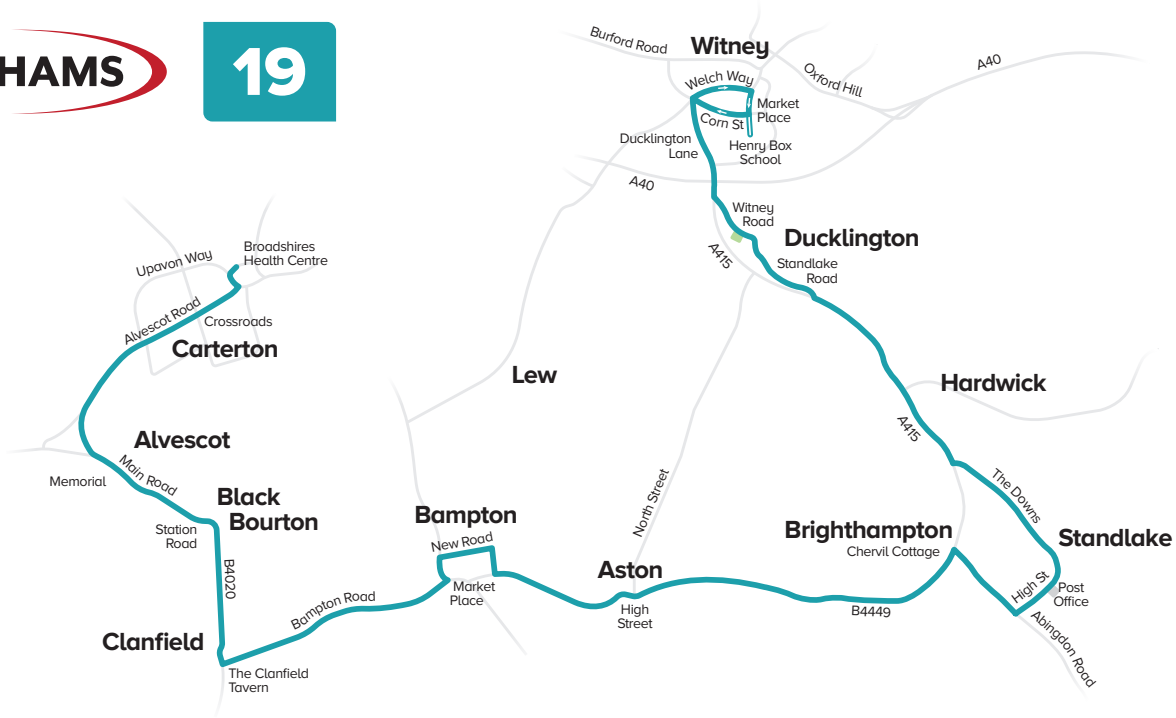 HAMS
19
Burford Road
Witney
Oxford Hill
A40
Welch Way
Market
Place
Corn St
Henry Box
School
Ducklington
Lane
A40
Witney
Road
Ducklington
A415
Standlake
Road
Broadshires
Health Centre
Upavon Way
Alvescot Road
Crossroads
Carterton
Lew
Hardwick
A415
Alvescot
Memorial
Main Road
Black
Bourton
Station
Road
B4020
Bampton
New Road
Market
Place
North Street
The Downs
Brighthampton
Chervil Cottage
Standlake
Aston
High
Street
B4449
High St
Post
Office
Abingdon Road
Bampton Road
Clanfield
The Clanfield
Tavern